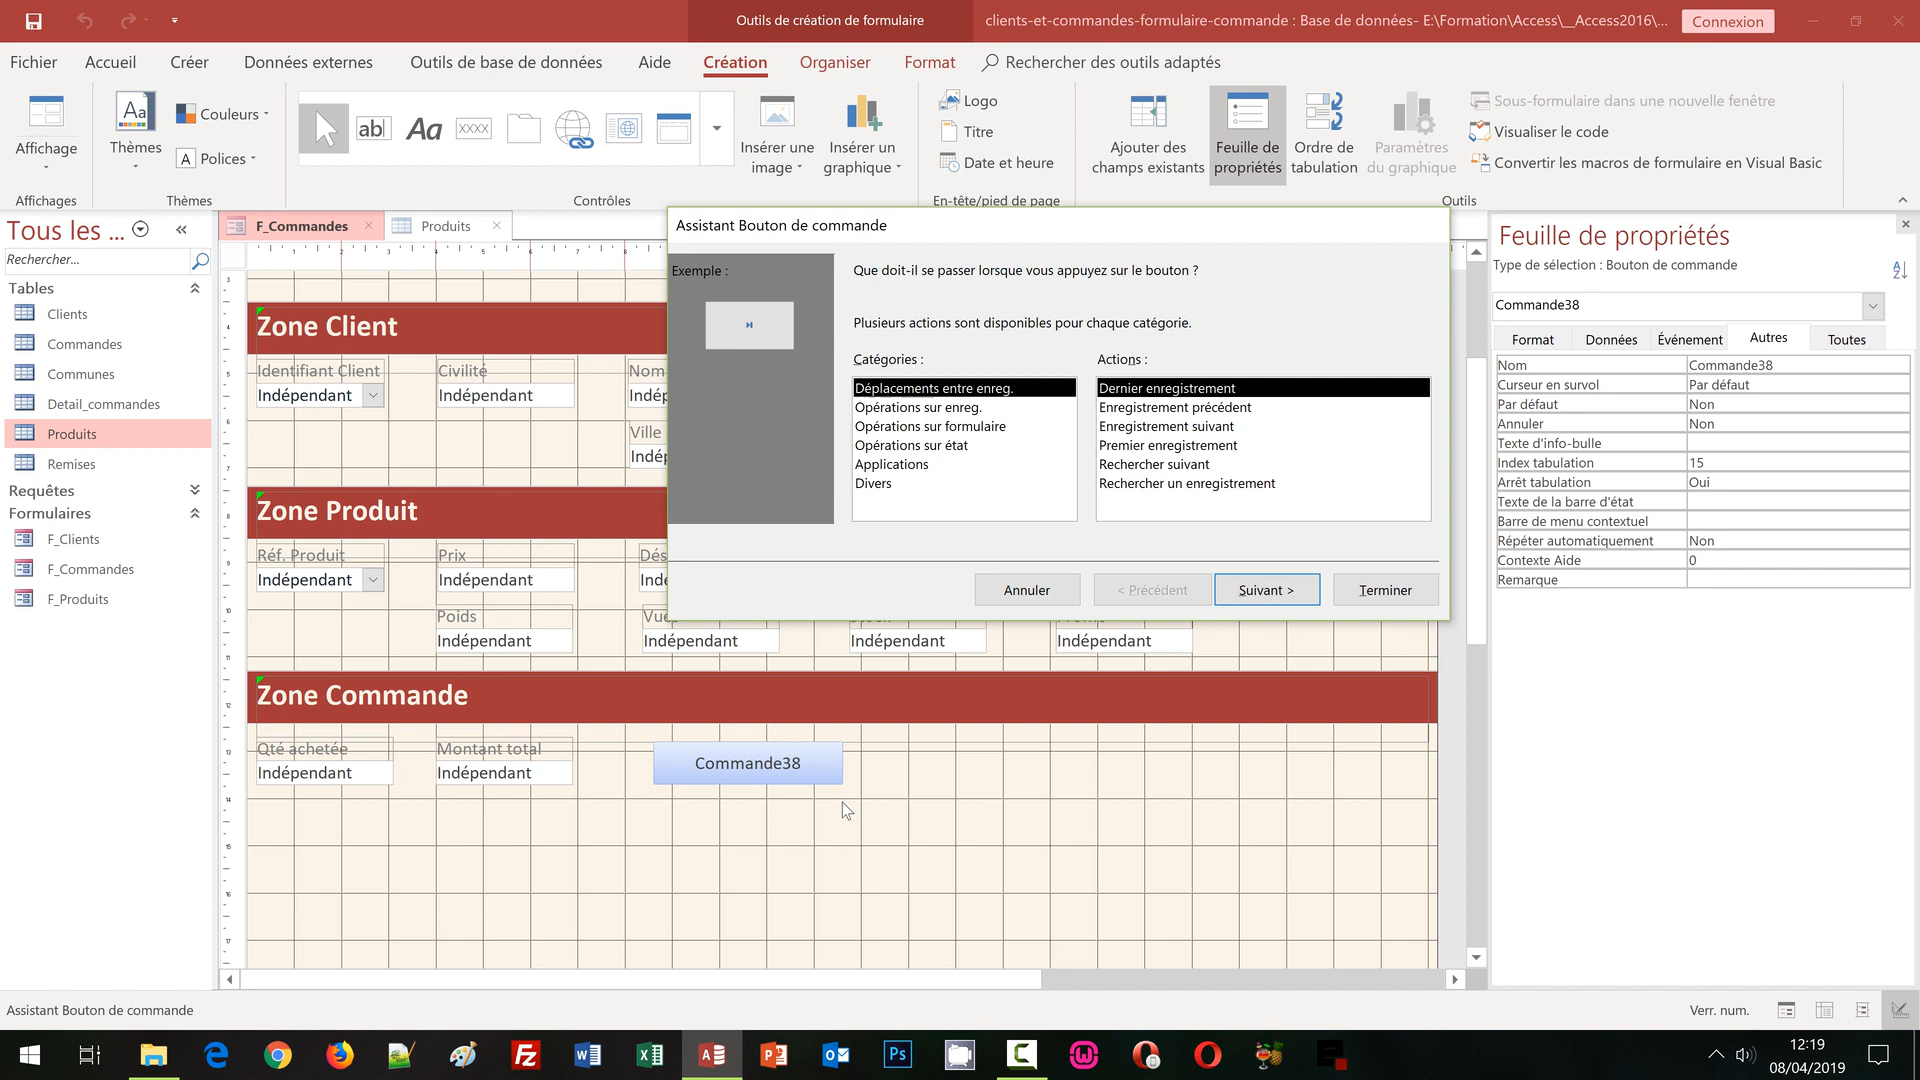 Outils de création de formulaire
clients-et-commandes-formulaire-commande : Base de données- E:\Formation\Access\__Access2016\...
Connexion
Fichier
Accueil
Créer
Données externes
Outils de base de données
Aide
Création
Organiser
Format
Rechercher des outils adaptés
Affichage
Aa
Thèmes
Couleurs
A Polices
ab|
Aa
XXXX
Insérer une image
Insérer un graphique
Logo
Titre
Date et heure
Ajouter des champs existants
Feuille de propriétés
Ordre de tabulation
Paramètres du graphique
Sous-formulaire dans une nouvelle fenêtre
Visualiser le code
Convertir les macros de formulaire en Visual Basic
Affichages
Thèmes
Contrôles
En-tête/pied de page
Outils
Tous les ...
Rechercher...
Tables
Clients
Commandes
Communes
Detail_commandes
Produits
Remises
Requêtes
Formulaires
F_Clients
F_Commandes
F_Produits
F_Commandes
Produits
Zone Client
Identifiant Client
Civilité
Nom
Indépendant
Indépendant
Indép
Ville
Indép
Zone Produit
Réf. Produit
Prix
Dés
Indépendant
Indépendant
Indé
Poids
Vues
Indépendant
Indépendant
Indépendant
Indépendant
Zone Commande
Qté achetée
Montant total
Indépendant
Indépendant
Commande38
Assistant Bouton de commande
Exemple :
Que doit-il se passer lorsque vous appuyez sur le bouton ?
Plusieurs actions sont disponibles pour chaque catégorie.
Catégories :
Déplacements entre enreg.
Opérations sur enreg.
Opérations sur formulaire
Opérations sur état
Applications
Divers
Actions :
Dernier enregistrement
Enregistrement précédent
Enregistrement suivant
Premier enregistrement
Rechercher suivant
Rechercher un enregistrement
Annuler
< Précédent
Suivant >
Terminer
Feuille de propriétés
Type de sélection : Bouton de commande
Commande38
Format
Données
Événement
Autres
Toutes
Nom Commande38
Curseur en survol Par défaut
Par défaut Non
Annuler Non
Texte d'info-bulle
Index tabulation 15
Arrêt tabulation Oui
Texte de la barre d'état
Barre de menu contextuel
Répéter automatiquement Non
Contexte Aide 0
Remarque
Assistant Bouton de commande
Verr. num.
12:19
08/04/2019